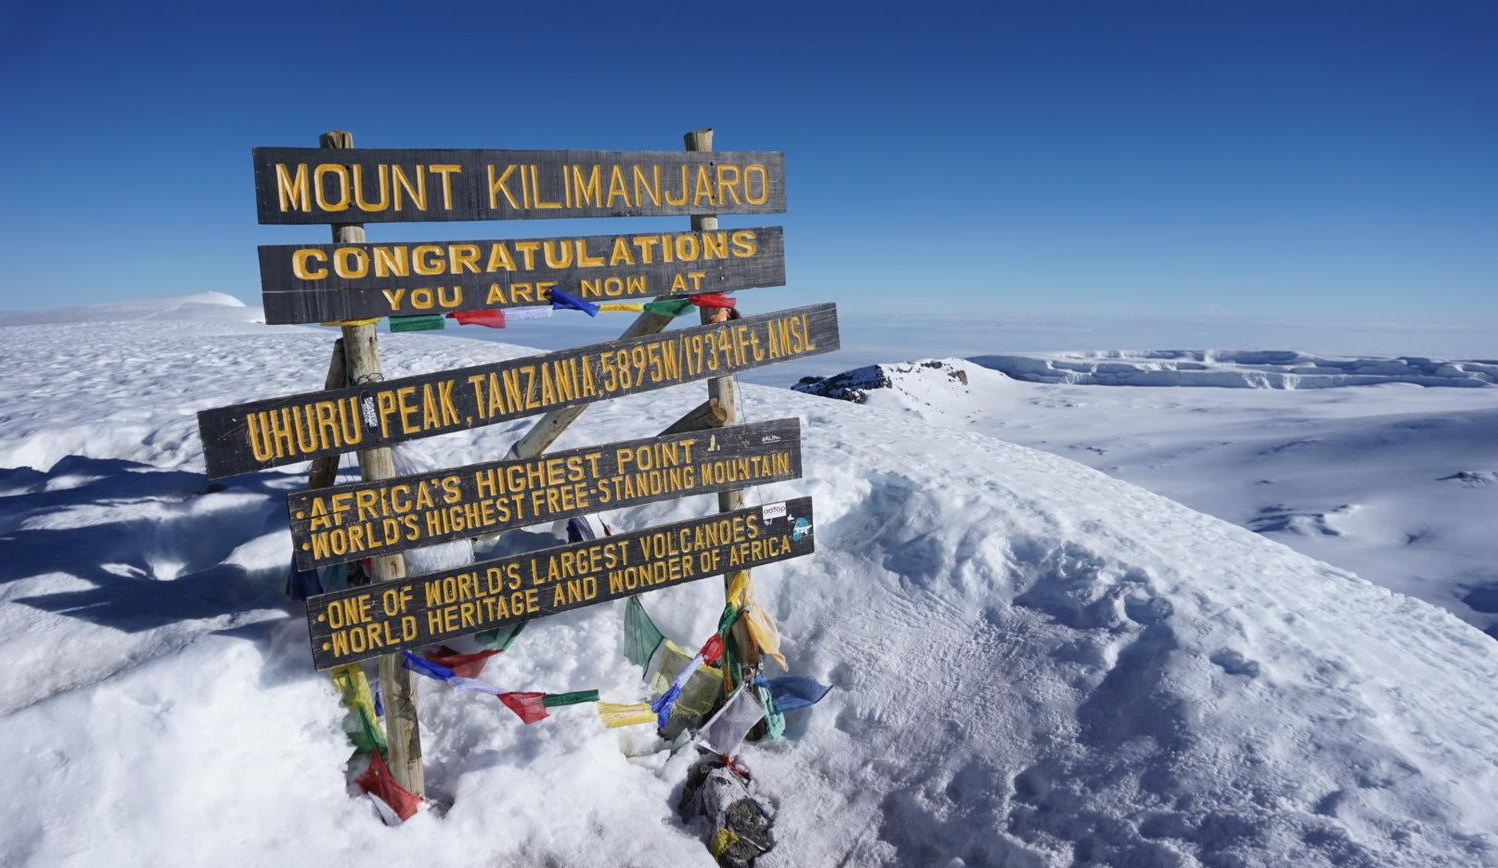 MOUNT KILIMANJARO
CONGRATULATIONS
YOU ARE NOW AT
UHURU PEAK, TANZANIA, 5895M/19341Ft AMSL
•AFRICA'S HIGHEST POINT
•WORLD'S HIGHEST FREE-STANDING MOUNTAIN
•ONE OF WORLD'S LARGEST VOLCANOES
•WORLD HERITAGE AND WONDER OF AFRICA